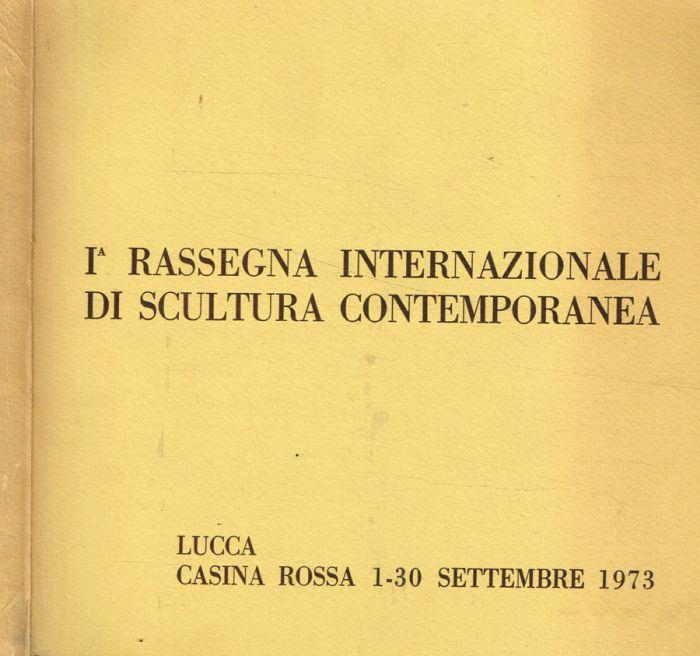 Iᴬ RASSEGNA INTERNAZIONALE
DI SCULTURA CONTEMPORANEA
LUCCA
CASINA ROSSA 1-30 SETTEMBRE 1973